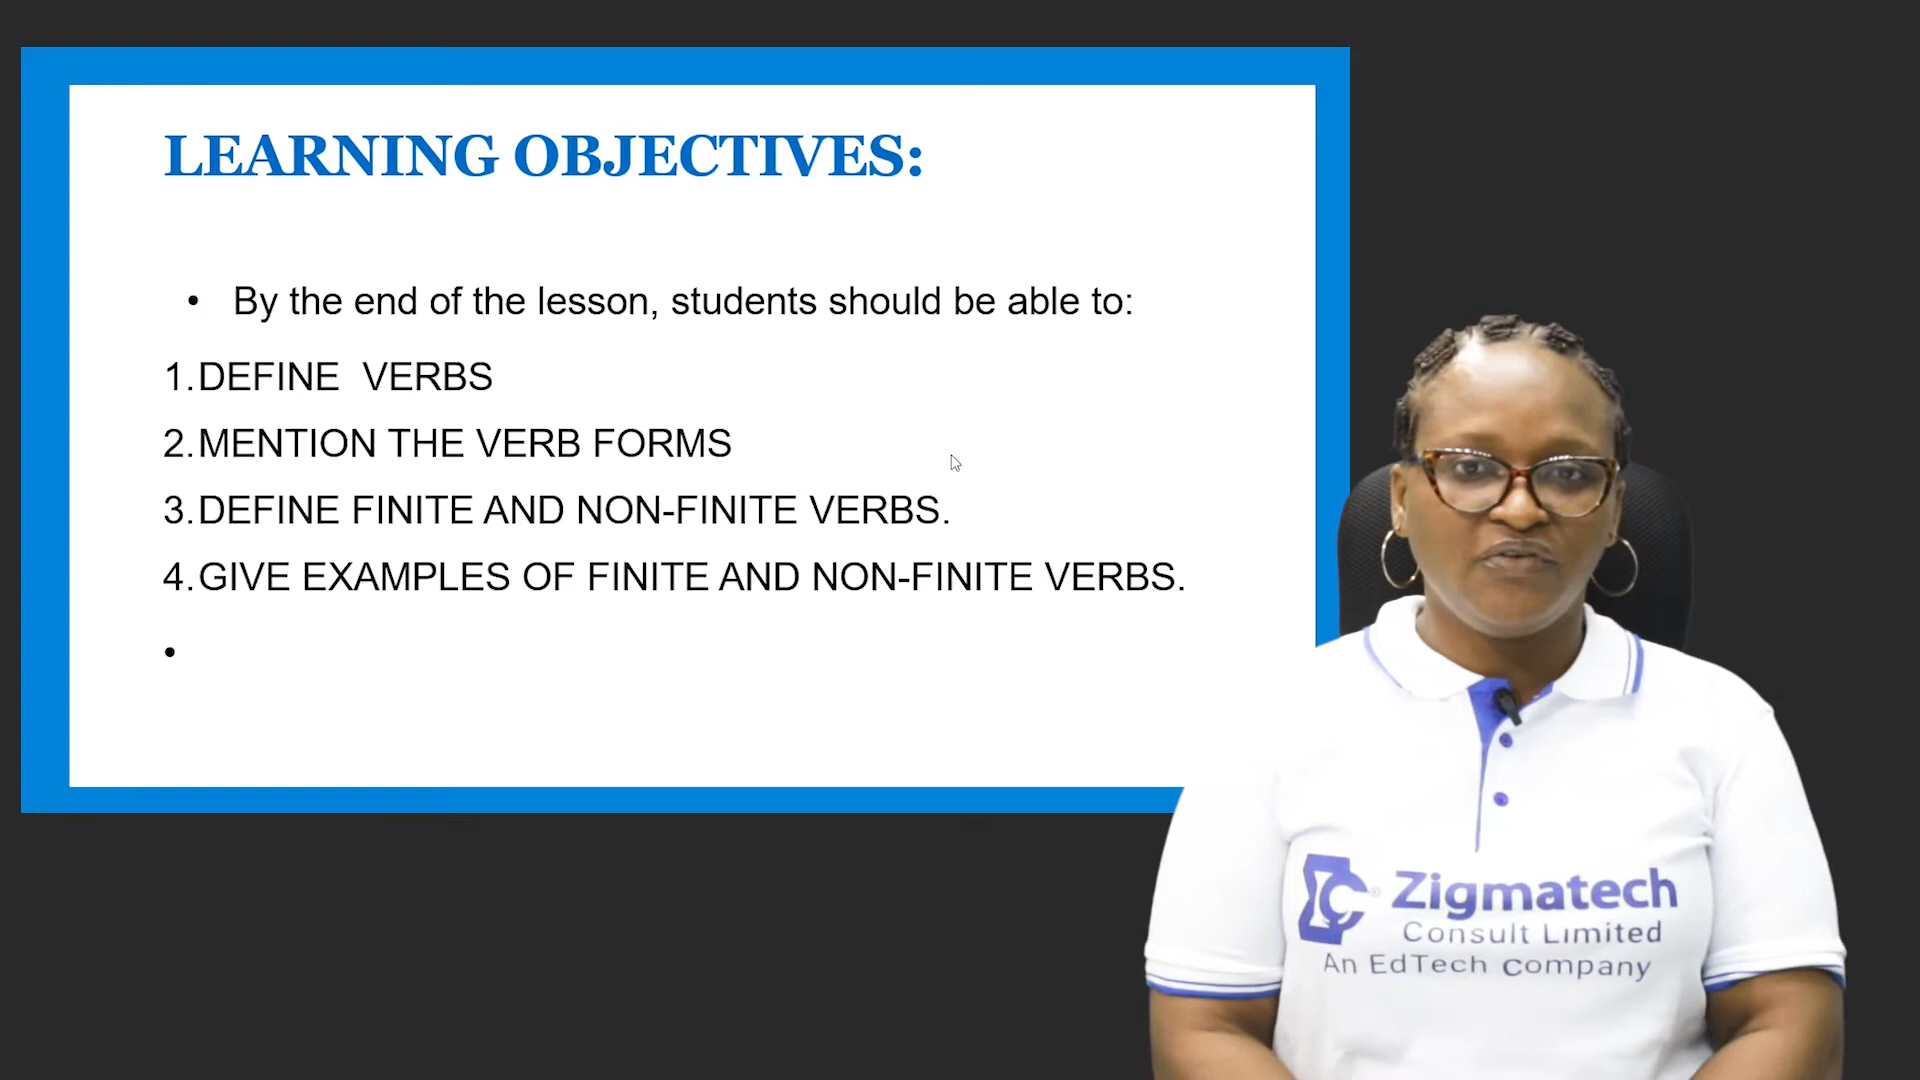 LEARNING OBJECTIVES:
• By the end of the lesson, students should be able to:
1. DEFINE VERBS
2. MENTION THE VERB FORMS
3. DEFINE FINITE AND NON-FINITE VERBS.
4. GIVE EXAMPLES OF FINITE AND NON-FINITE VERBS.
•
Zigmatech
Consult Limited
An EdTech Company